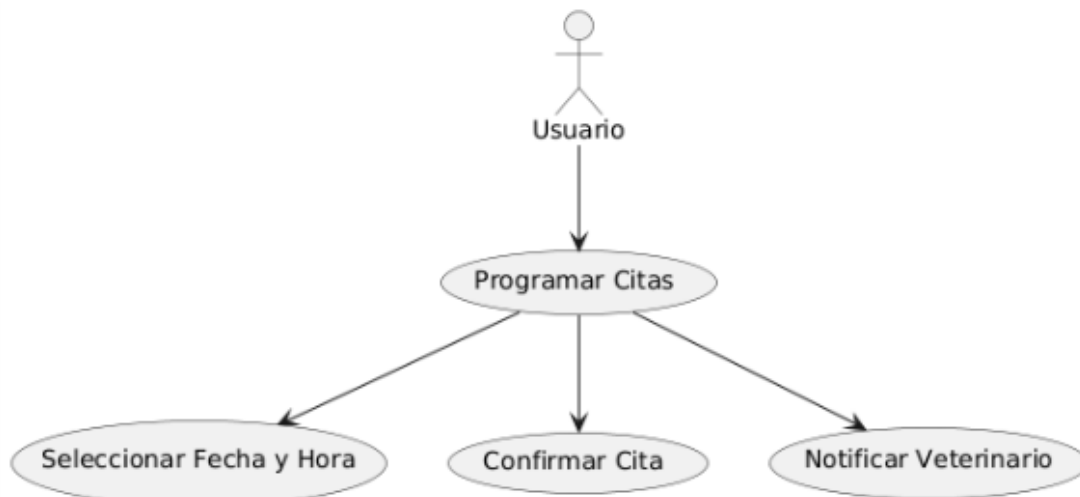 Usuario
Programar Citas
Seleccionar Fecha y Hora
Confirmar Cita
Notificar Veterinario